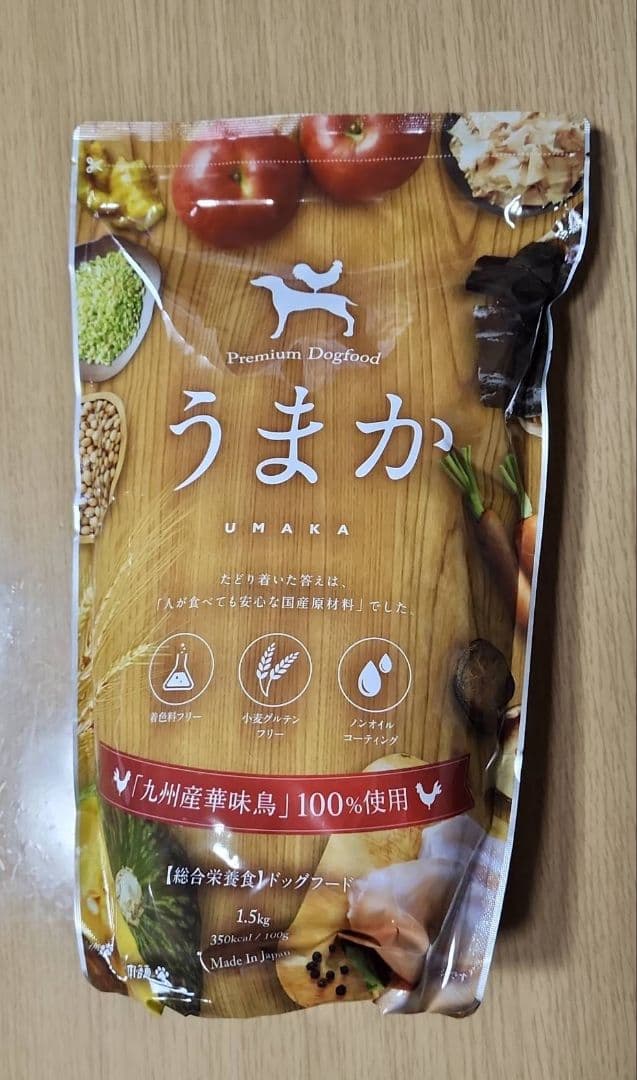 Premium Dogfood
うまか
UMAKA
たどり着いた答えは、
「人が食べても安心な国産原材料」でした。
着色料フリー
小麦グルテン
フリー
ノンオイル
コーティング
「九州産華味鳥」100%使用
【総合栄養食】ドッグフード
1.5kg
350kcal / 100g
Made In Japan